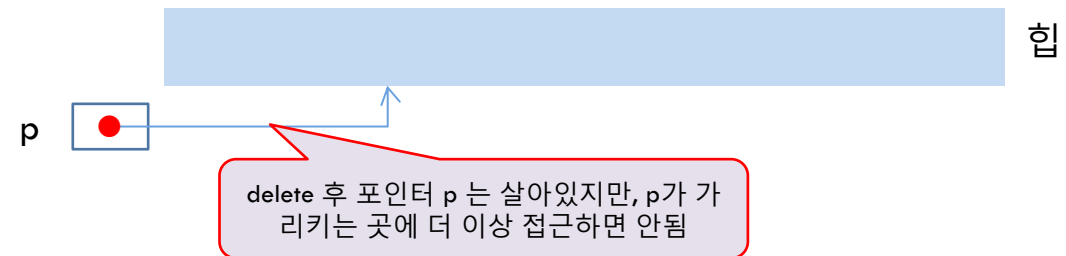 힙
p
delete 후 포인터 p 는 살아있지만, p가 가
리키는 곳에 더 이상 접근하면 안됨